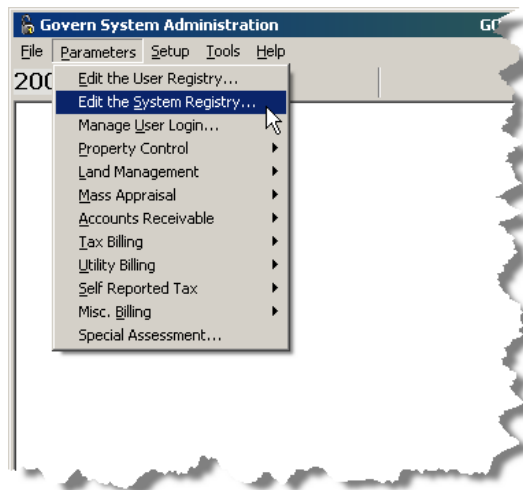 Govern System Administration GO
File Parameters Setup Tools Help
200
Edit the User Registry...
Edit the System Registry...
Manage User Login...
Property Control
Land Management
Mass Appraisal
Accounts Receivable
Tax Billing
Utility Billing
Self Reported Tax
Misc. Billing
Special Assessment...